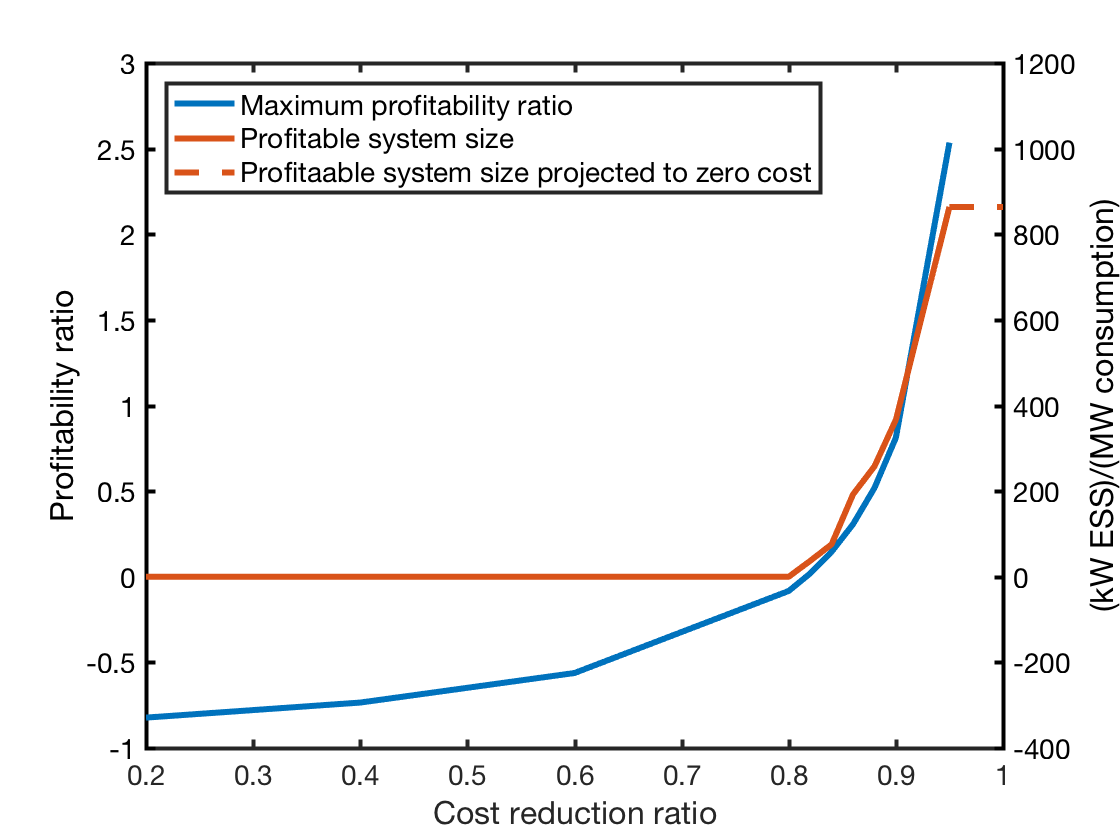 Maximum profitability ratio
Profitable system size
Profitaable system size projected to zero cost
3
2.5
2
1.5
1
0.5
0
-0.5
-1
Profitability ratio
1200
1000
800
600
400
200
0
-200
-400
(kW ESS)/(MW consumption)
0.2 0.3 0.4 0.5 0.6 0.7 0.8 0.9 1
Cost reduction ratio